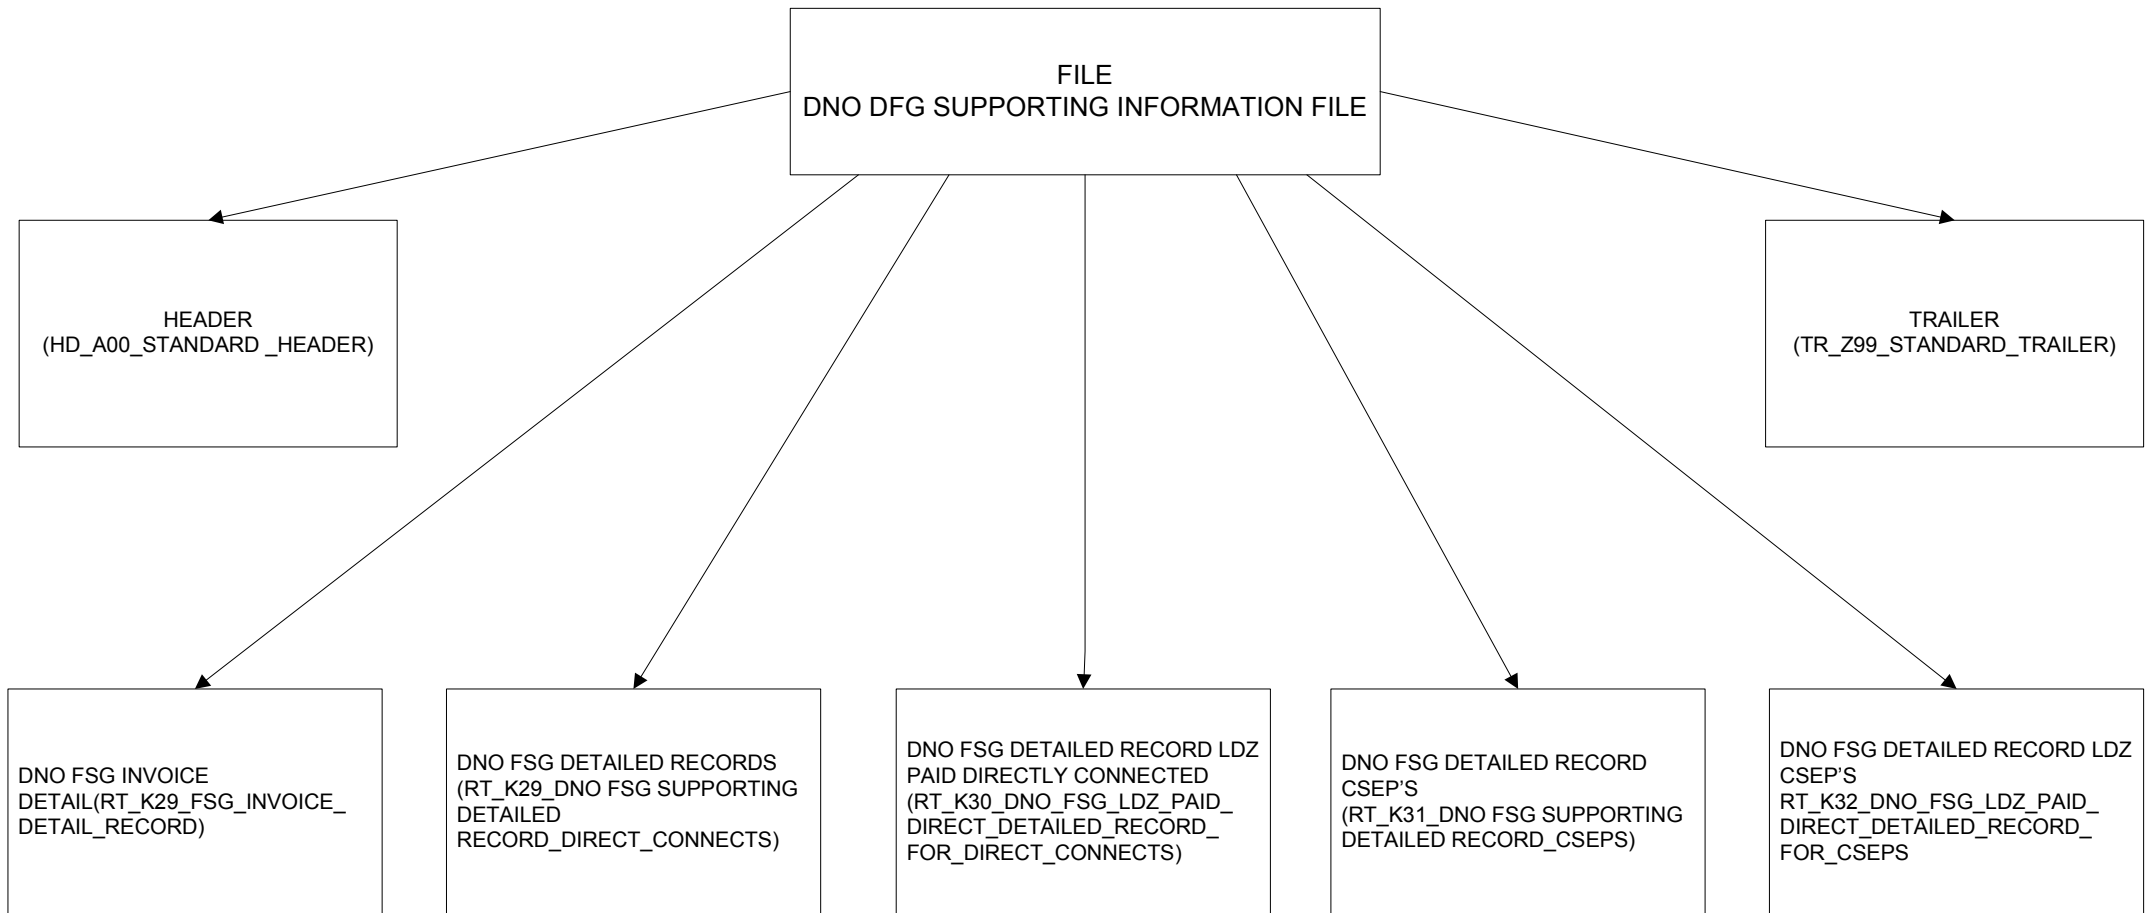 FILE
DNO DFG SUPPORTING INFORMATION FILE
HEADER
(HD_A00_STANDARD _HEADER)
TRAILER
(TR_Z99_STANDARD_TRAILER)
DNO FSG INVOICE
DETAIL(RT_K29_FSG_INVOICE_
DETAIL_RECORD)
DNO FSG DETAILED RECORDS
(RT_K29_DNO FSG SUPPORTING
DETAILED
RECORD_DIRECT_CONNECTS)
DNO FSG DETAILED RECORD LDZ
PAID DIRECTLY CONNECTED
(RT_K30_DNO_FSG_LDZ_PAID_
DIRECT_DETAILED_RECORD_
FOR_DIRECT_CONNECTS)
DNO FSG DETAILED RECORD
CSEP'S
(RT_K31_DNO FSG SUPPORTING
DETAILED RECORD_CSEPS)
DNO FSG DETAILED RECORD LDZ
CSEP'S
RT_K32_DNO_FSG_LDZ_PAID_
DIRECT_DETAILED_RECORD_
FOR_CSEPS